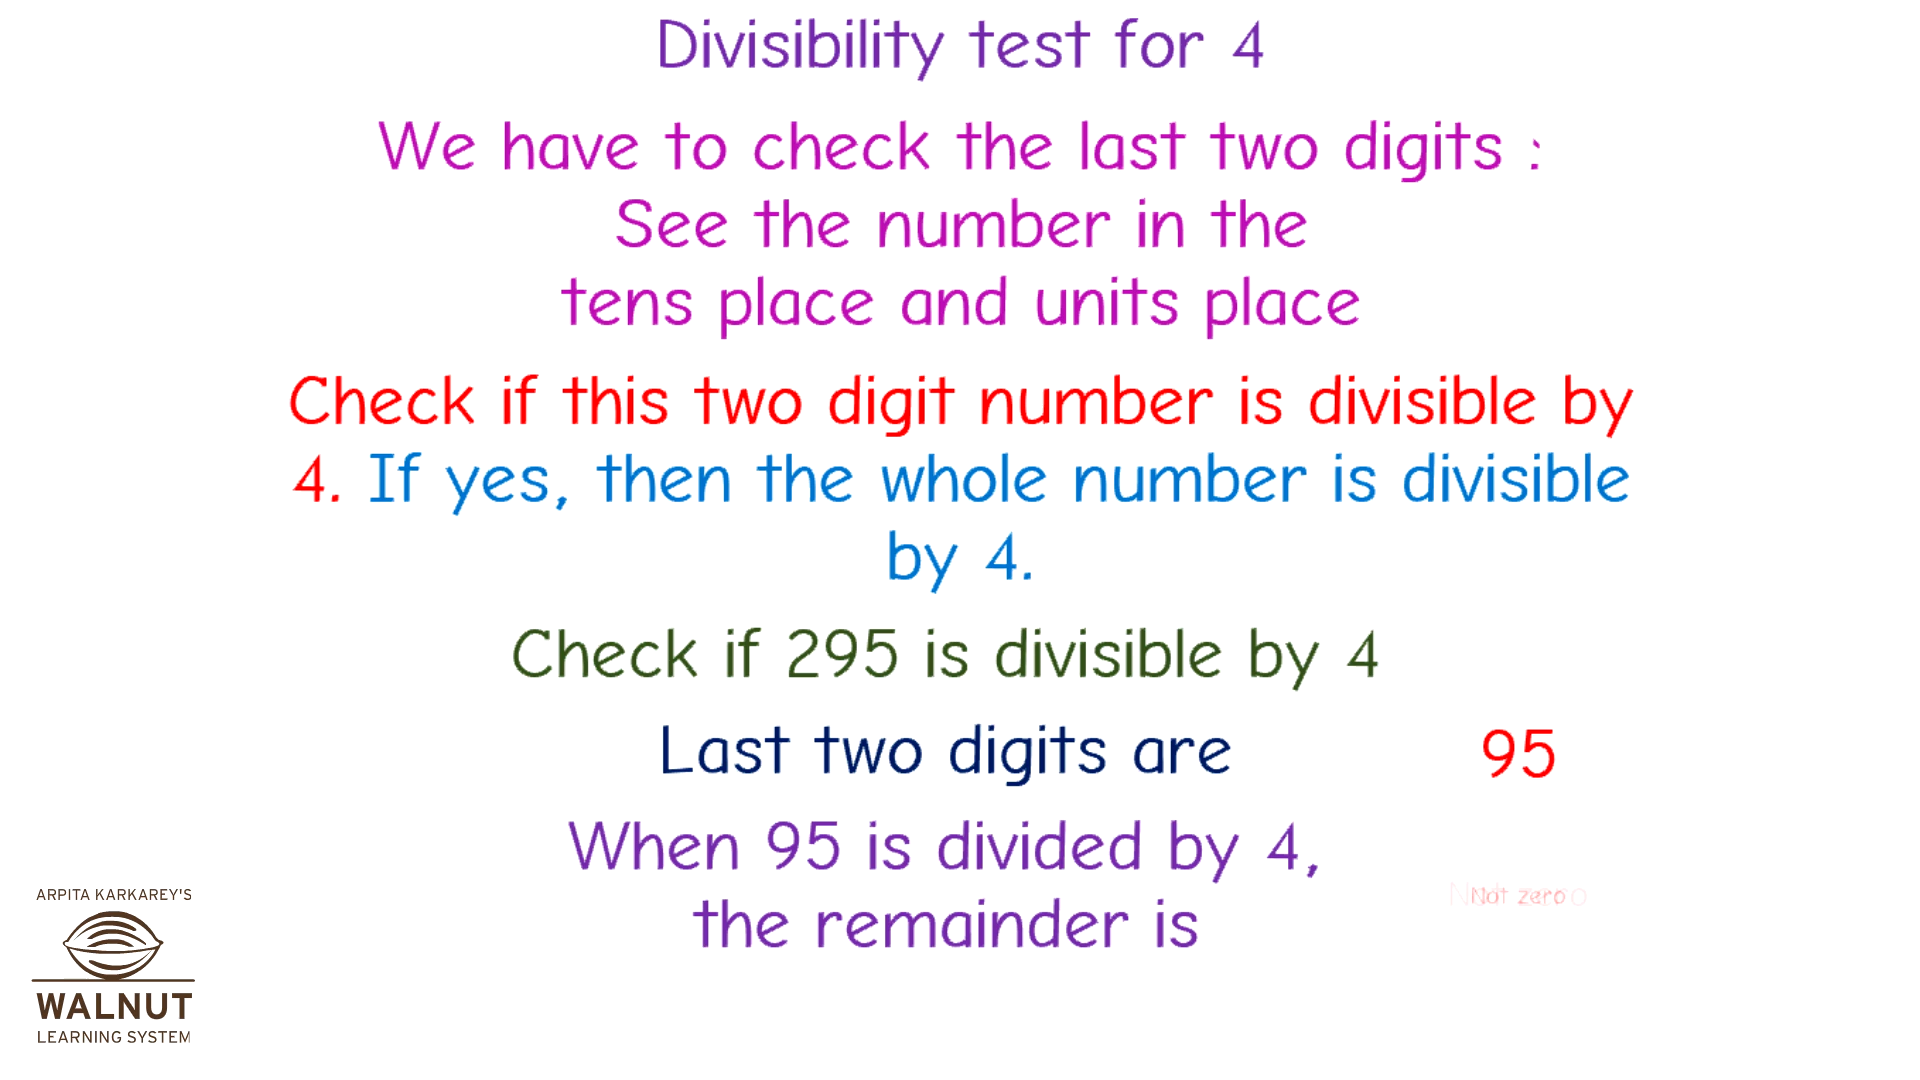 Divisibility test for 4
We have to check the last two digits :
See the number in the
tens place and units place
Check if this two digit number is divisible by
4. If yes, then the whole number is divisible
by 4.
Check if 295 is divisible by 4
Last two digits are 95
When 95 is divided by 4,
the remainder is
Not zero
ARPITA KARKAREY'S
WALNUT
LEARNING SYSTEM